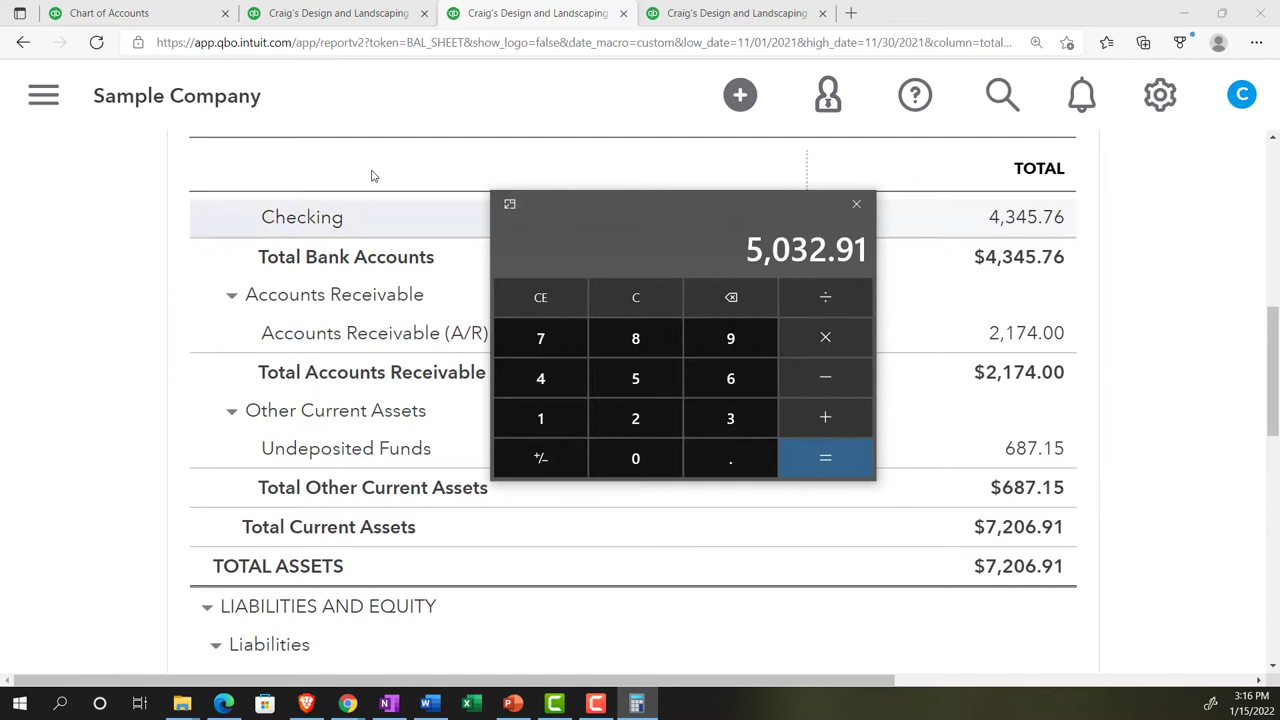 Chart of Accounts
Craig's Design and Landscaping
Craig's Design and Landscaping
Craig's Design and Landscaping
https://app.qbo.intuit.com/app/reportv2?token=BAL_SHEET&show_logo=false&date_macro=custom&low_date=11/01/2021&high_date=11/30/2021&column=total...
Sample Company
C
TOTAL
Checking 4,345.76
Total Bank Accounts $4,345.76
Accounts Receivable
Accounts Receivable (A/R) 2,174.00
Total Accounts Receivable $2,174.00
Other Current Assets
Undeposited Funds 687.15
Total Other Current Assets $687.15
Total Current Assets $7,206.91
TOTAL ASSETS $7,206.91
LIABILITIES AND EQUITY
Liabilities
5,032.91
CE C ÷
7 8 9 ×
4 5 6 −
1 2 3 +
+/− 0 . =
3:16 PM
1/15/2022